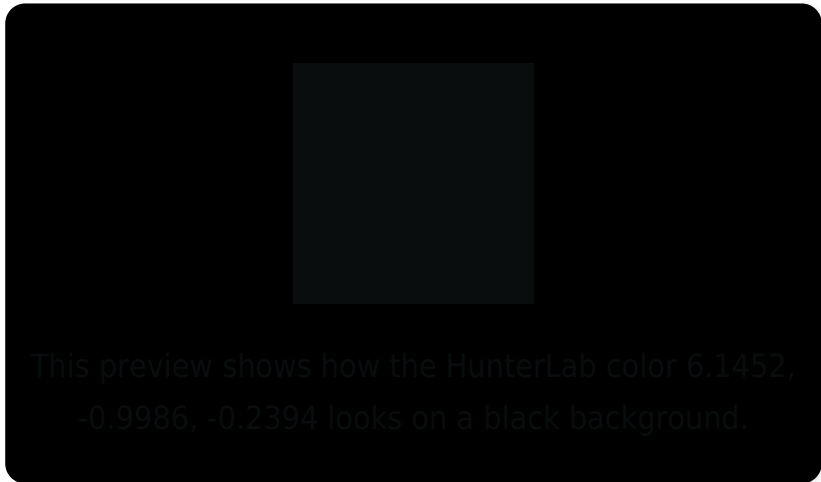 This preview shows how the HunterLab color 6.1452,
-0.9986, -0.2394 looks on a black background.